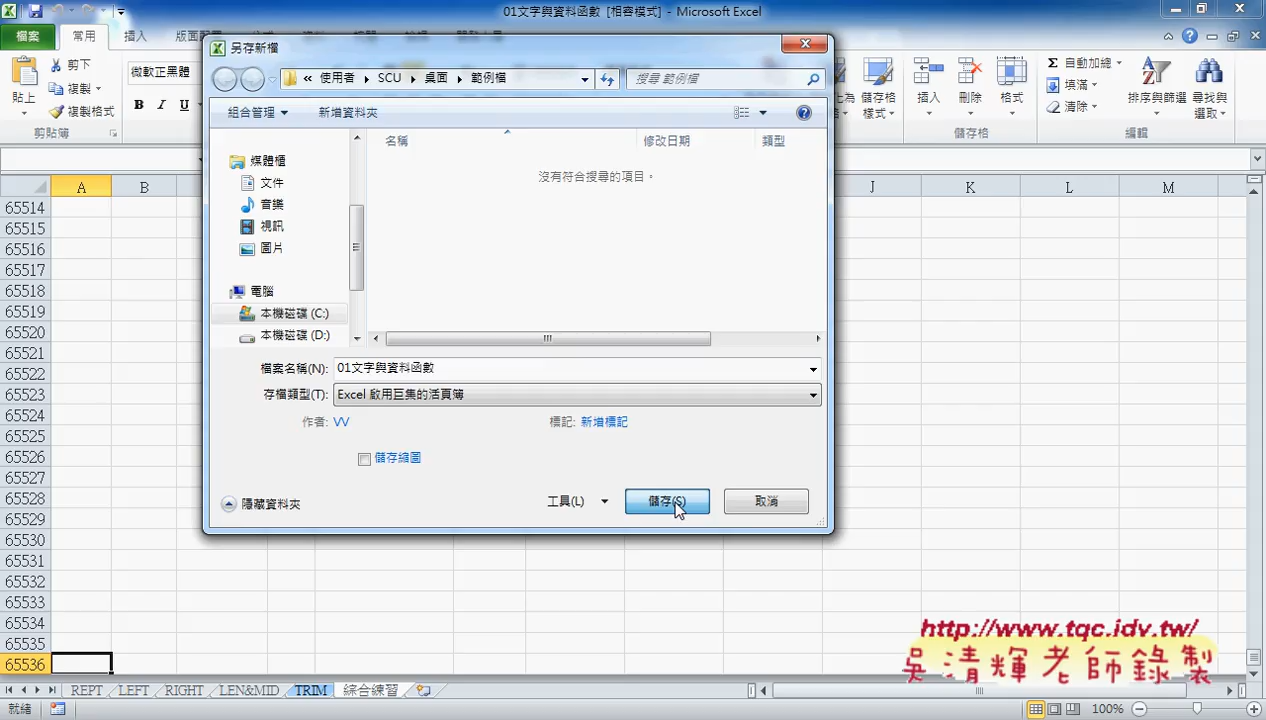 01文字與資料函數 [相容模式] - Microsoft Excel
檔案
常用
插入
另存新檔
« 使用者 ▸ SCU ▸ 桌面 ▸ 範例檔
搜尋 範例檔
組合管理
新增資料夾
名稱
修改日期
類型
沒有符合搜尋的項目。
媒體櫃
文件
音樂
視訊
圖片
電腦
本機磁碟 (C:)
本機磁碟 (D:)
檔案名稱(N):
01文字與資料函數
存檔類型(T):
Excel 啟用巨集的活頁簿
作者: VV
標記: 新增標記
儲存縮圖
隱藏資料夾
工具(L)
儲存(S)
取消
貼上
剪下
複製
複製格式
剪貼簿
微軟正黑體
B I U
儲存格
樣式
插入
刪除
格式
儲存格
Σ 自動加總
填滿
清除
排序與篩選
尋找與
選取
編輯
A B J K L M
65514
65515
65516
65517
65518
65519
65520
65521
65522
65523
65524
65525
65526
65527
65528
65529
65530
65531
65532
65533
65534
65535
65536
REPT LEFT RIGHT LEN&MID TRIM 綜合練習
就緒
100%
http://www.tqc.idv.tw/
吳清輝老師錄製